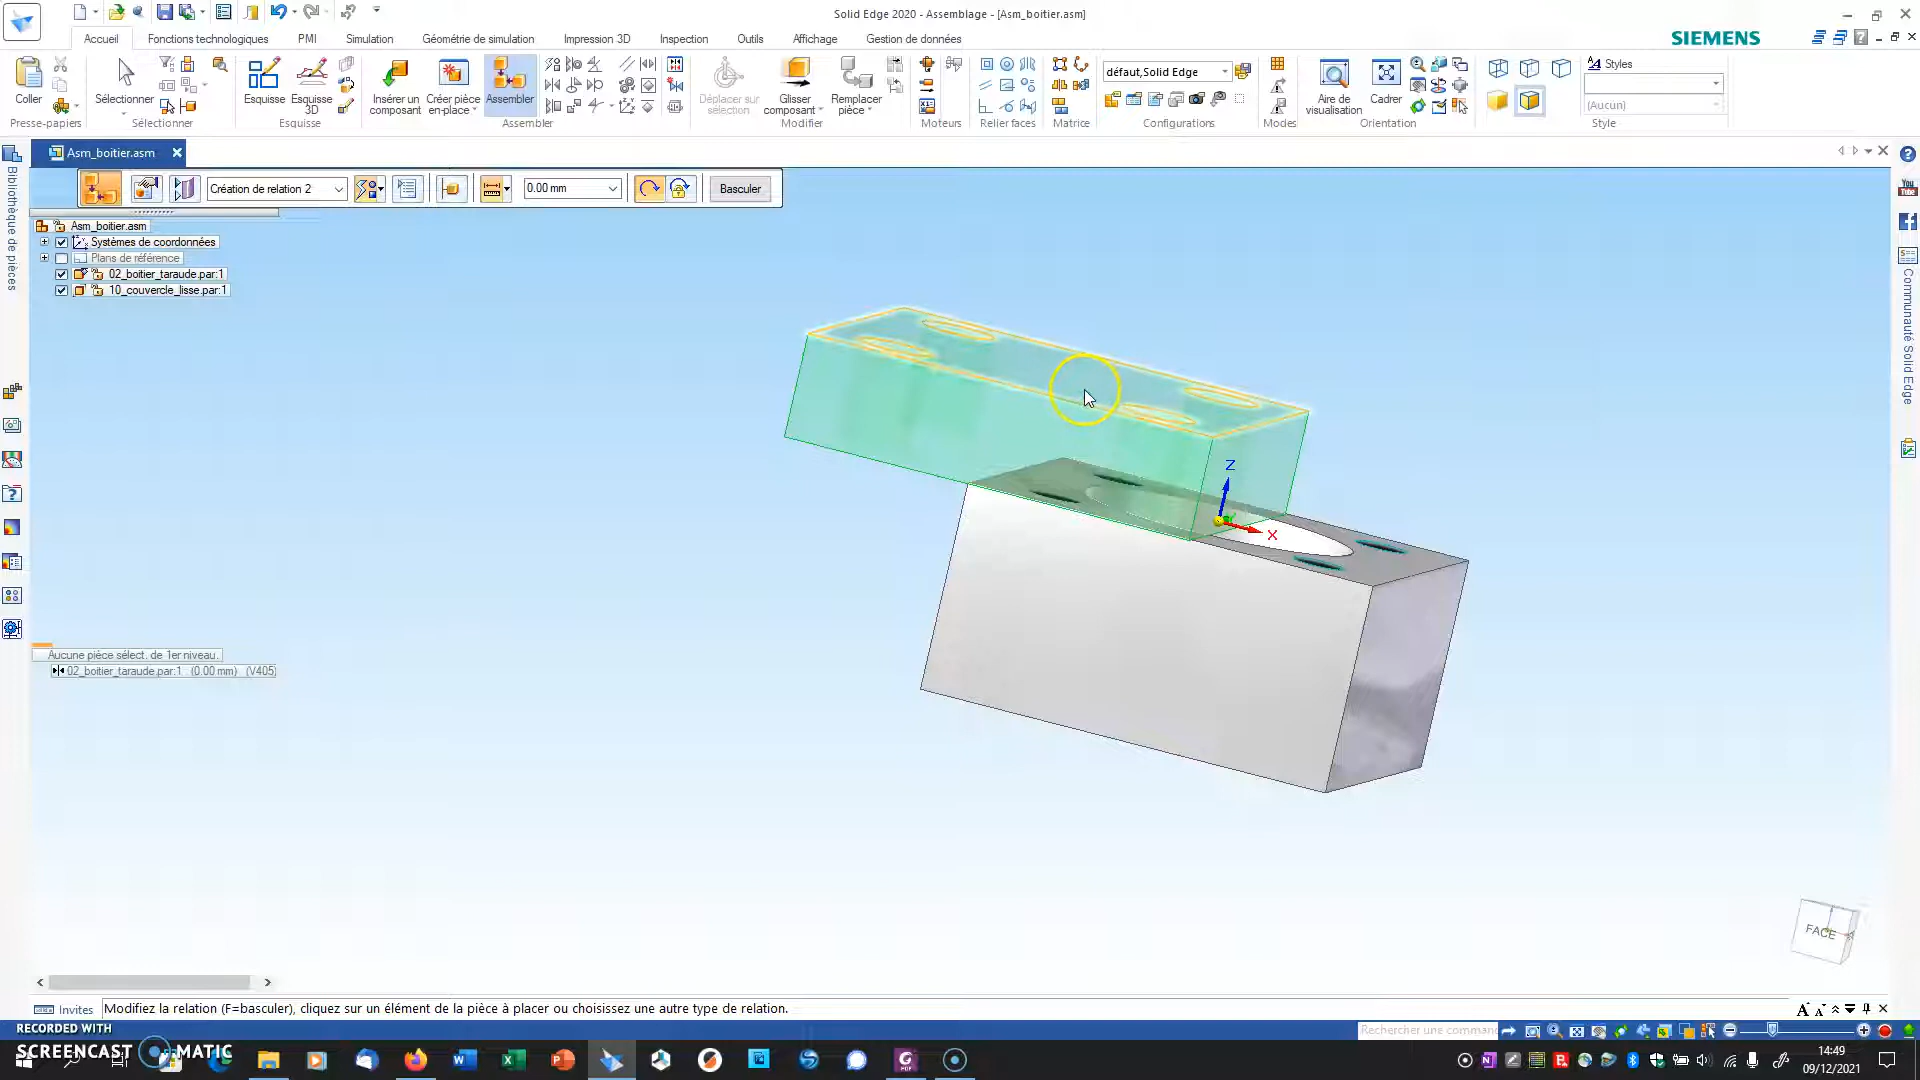 Solid Edge 2020 - Assemblage - [Asm_boitier.asm]
Accueil
Fonctions technologiques
PMI
Simulation
Géométrie de simulation
Impression 3D
Inspection
Outils
Affichage
Gestion de données
SIEMENS
Coller
Sélectionner
Esquisse
Esquisse 3D
Insérer un composant
Créer pièce en-place
Assembler
Déplacer sur sélection
Glisser composant
Remplacer pièce
défaut,Solid Edge
Aire de visualisation
Cadrer
Styles
(Aucun)
Presse-papiers
Sélectionner
Esquisse
Assembler
Modifier
Moteurs
Relier faces
Matrice
Configurations
Modes
Orientation
Style
Asm_boitier.asm
Création de relation 2
0.00 mm
Basculer
Bibliothèque de pièces
Asm_boitier.asm
Systèmes de coordonnées
Plans de référence
02_boitier_taraude.par:1
10_couvercle_lisse.par:1
Aucune pièce sélect. de 1er niveau.
02_boitier_taraude.par:1 (0.00 mm) (V405)
Z
X
You
Tube
Communauté Solid Edge
FACE
Invites
Modifiez la relation (F=basculer), cliquez sur un élément de la pièce à placer ou choisissez une autre type de relation.
Rechercher une command
RECORDED WITH
SCREENCAST MATIC
14:49
09/12/2021